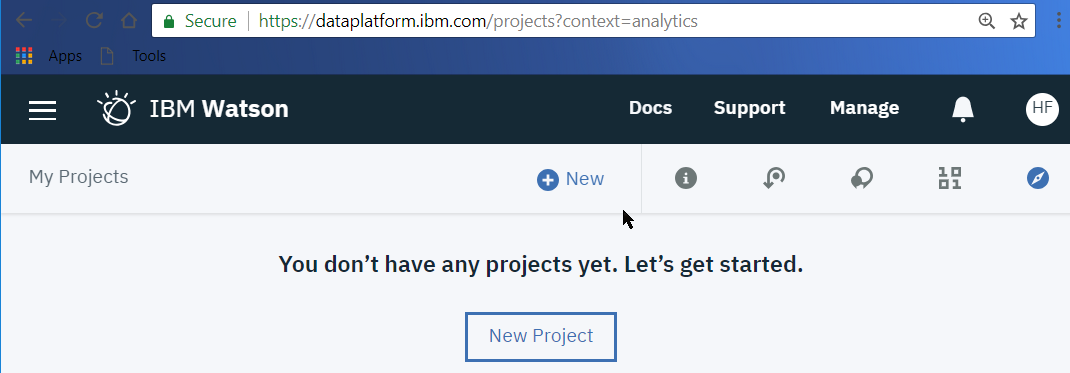 Secure https://dataplatform.ibm.com/projects?context=analytics
Apps Tools
IBM Watson Docs Support Manage HF
My Projects New
You don’t have any projects yet. Let’s get started.
New Project